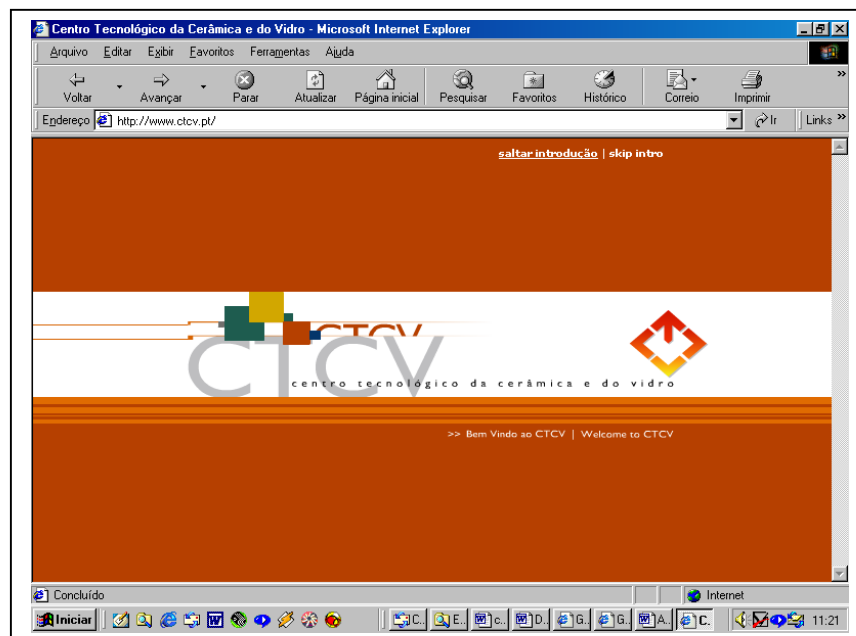 Centro Tecnológico da Cerâmica e do Vidro - Microsoft Internet Explorer
Arquivo Editar Exibir Favoritos Ferramentas Ajuda
Voltar Avançar Parar Atualizar Página inicial Pesquisar Favoritos Histórico Correio Imprimir
Endereço http://www.ctcv.pt/ Ir Links
saltar introdução | skip intro
CTCV
CTCV
centro tecnológico da cerâmica e do vidro
>> Bem Vindo ao CTCV | Welcome to CTCV
Concluído Internet
Iniciar C.. E.. c.. D.. G.. G.. A.. C.. 11:21